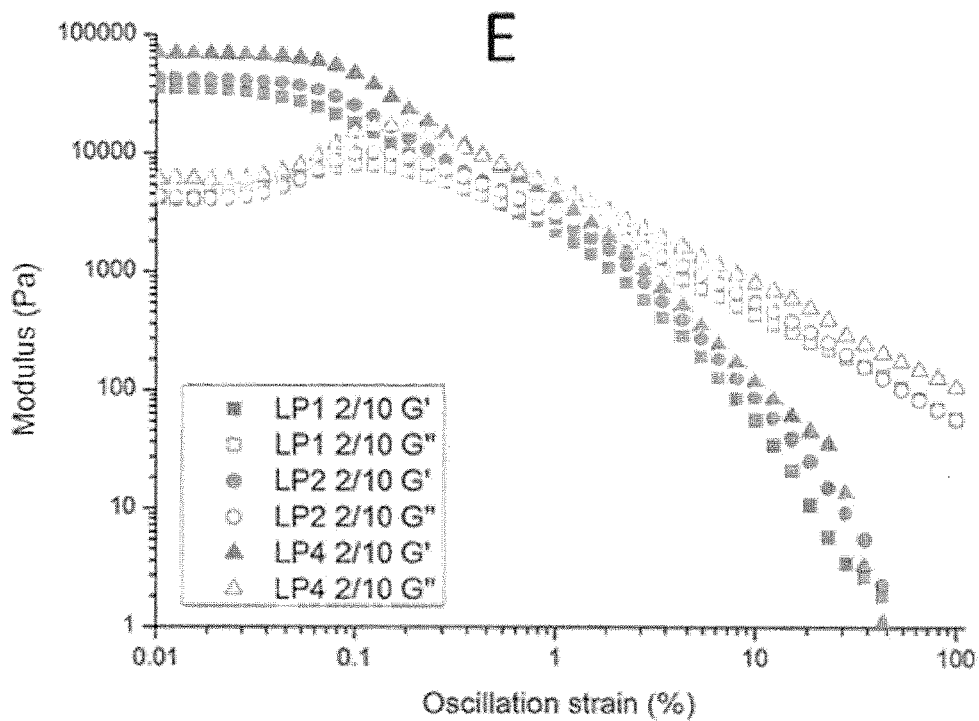 E
100000
10000
1000
100
10
1
Modulus (Pa)
LP1 2/10 G'
LP1 2/10 G"
LP2 2/10 G'
LP2 2/10 G"
LP4 2/10 G'
LP4 2/10 G"
0.01 0.1 1 10 100
Oscillation strain (%)